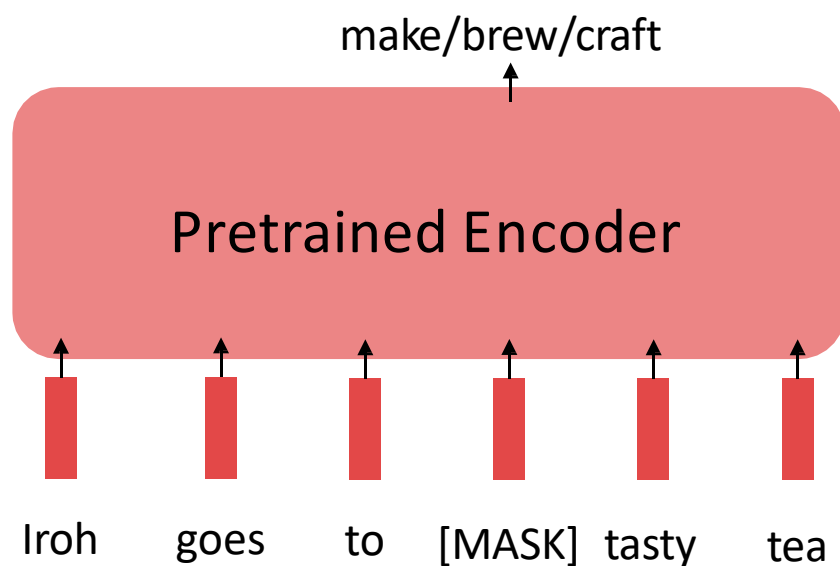 make/brew/craft
Pretrained Encoder
Iroh goes to [MASK] tasty tea